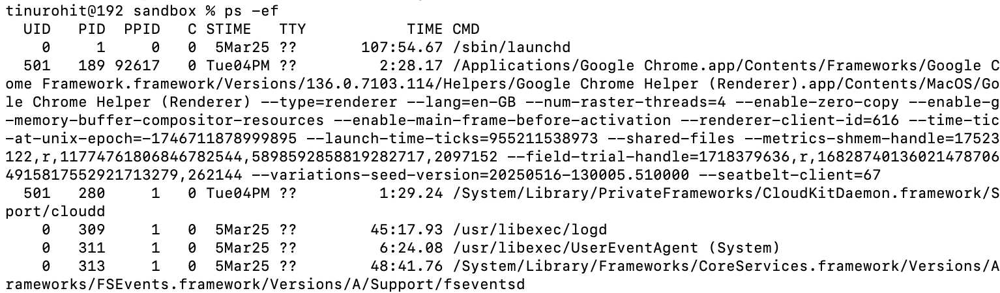 tinurohit@192 sandbox % ps -ef
  UID   PID  PPID   C STIME   TTY           TIME CMD
    0     1     0   0  5Mar25 ??       107:54.67 /sbin/launchd
  501   189 92617   0 Tue04PM ??         2:28.17 /Applications/Google Chrome.app/Contents/Frameworks/Google C
ome Framework.framework/Versions/136.0.7103.114/Helpers/Google Chrome Helper (Renderer).app/Contents/MacOS/Go
le Chrome Helper (Renderer) --type=renderer --lang=en-GB --num-raster-threads=4 --enable-zero-copy --enable-g
-memory-buffer-compositor-resources --enable-main-frame-before-activation --renderer-client-id=616 --time-tic
-at-unix-epoch=-1746711878999895 --launch-time-ticks=955211538973 --shared-files --metrics-shmem-handle=17523
122,r,11774761806846782544,5898592858819282717,2097152 --field-trial-handle=1718379636,r,16828740136021478706
4915817552921713279,262144 --variations-seed-version=20250516-130005.510000 --seatbelt-client=67
  501   280     1   0 Tue04PM ??         1:29.24 /System/Library/PrivateFrameworks/CloudKitDaemon.framework/S
port/cloudd
    0   309     1   0  5Mar25 ??        45:17.93 /usr/libexec/logd
    0   311     1   0  5Mar25 ??         6:24.08 /usr/libexec/UserEventAgent (System)
    0   313     1   0  5Mar25 ??        48:41.76 /System/Library/Frameworks/CoreServices.framework/Versions/A
rameworks/FSEvents.framework/Versions/A/Support/fseventsd